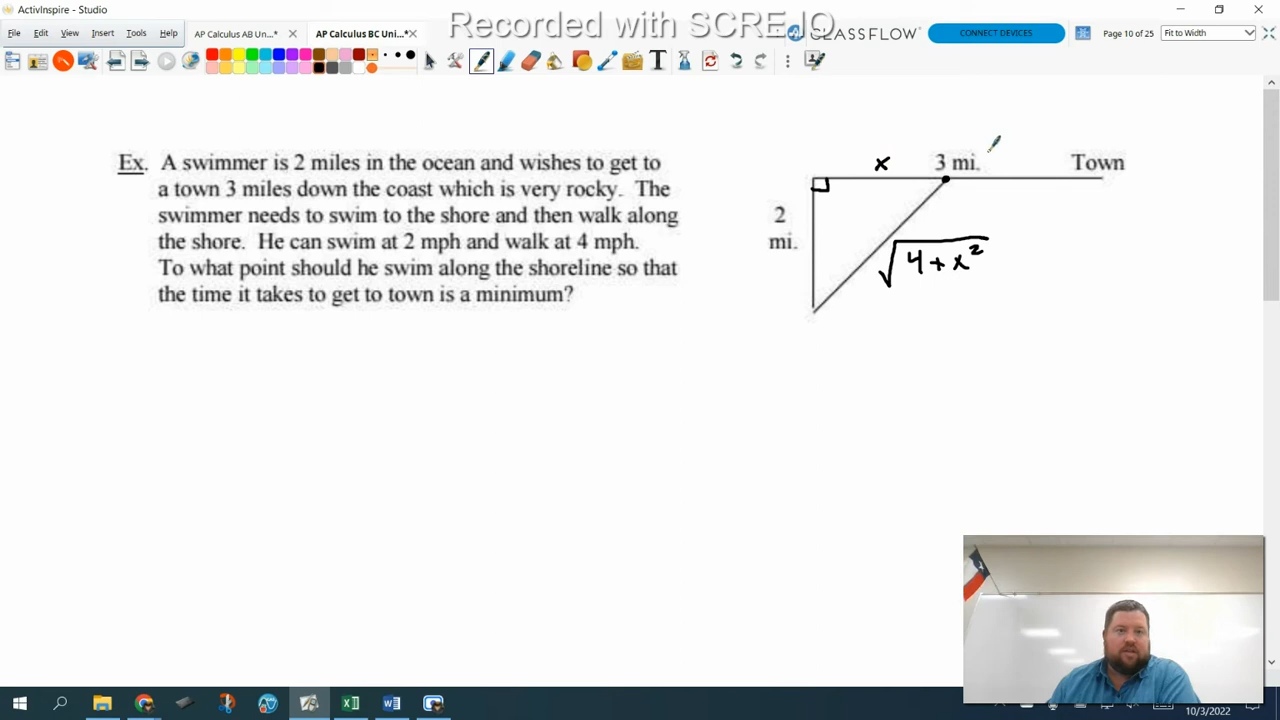 ActivInspire - Studio
Recorded with SCRE
File Edit View Insert Tools Help
AP Calculus AB Un...* ×
AP Calculus BC Uni...* ×
CLASSFLOW
CONNECT DEVICES
Page 10 of 25
Fit to Width
Ex. A swimmer is 2 miles in the ocean and wishes to get to
a town 3 miles down the coast which is very rocky. The
swimmer needs to swim to the shore and then walk along
the shore. He can swim at 2 mph and walk at 4 mph.
To what point should he swim along the shoreline so that
the time it takes to get to town is a minimum?
x 3 mi. Town
2
mi.
√4 + x²
10/3/2022